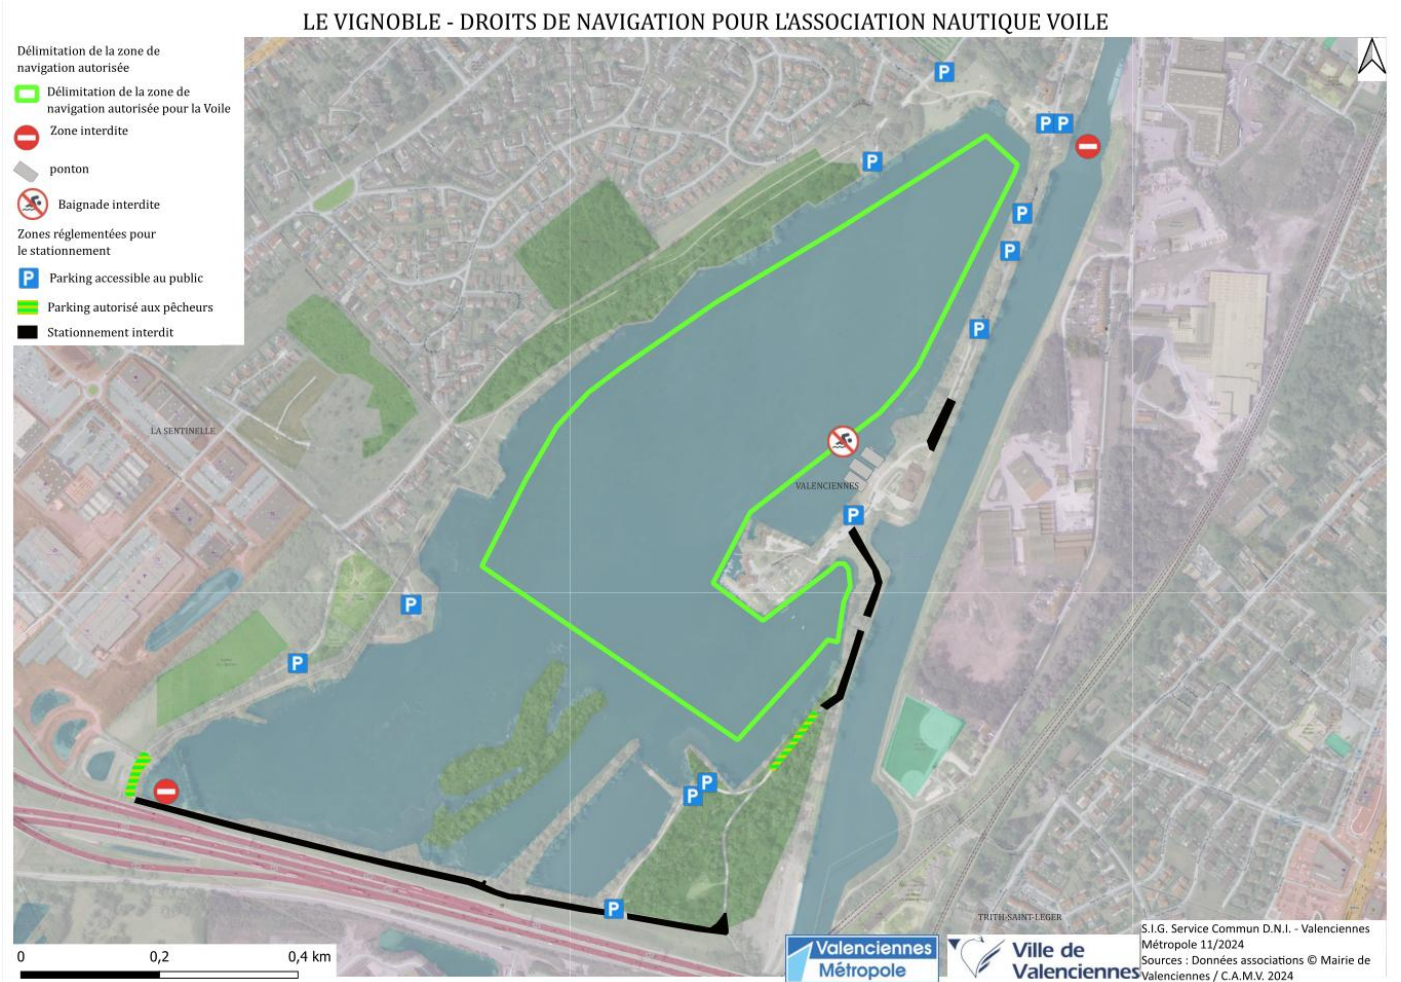 LE VIGNOBLE - DROITS DE NAVIGATION POUR L'ASSOCIATION NAUTIQUE VOILE
Délimitation de la zone de
navigation autorisée
Délimitation de la zone de
navigation autorisée pour la Voile
Zone interdite
ponton
Baignade interdite
Zones réglementées pour
le stationnement
P Parking accessible au public
Parking autorisé aux pêcheurs
Stationnement interdit
P
P P
P
P
P
P
LA SENTINELLE
VALENCIENNES
P
P
P
P
P
P
TRITH-SAINT-LEGER
0 0,2 0,4 km
Valenciennes
Métropole
Ville de
Valenciennes
S.I.G. Service Commun D.N.I. - Valenciennes
Métropole 11/2024
Sources : Données associations © Mairie de
Valenciennes / C.A.M.V. 2024